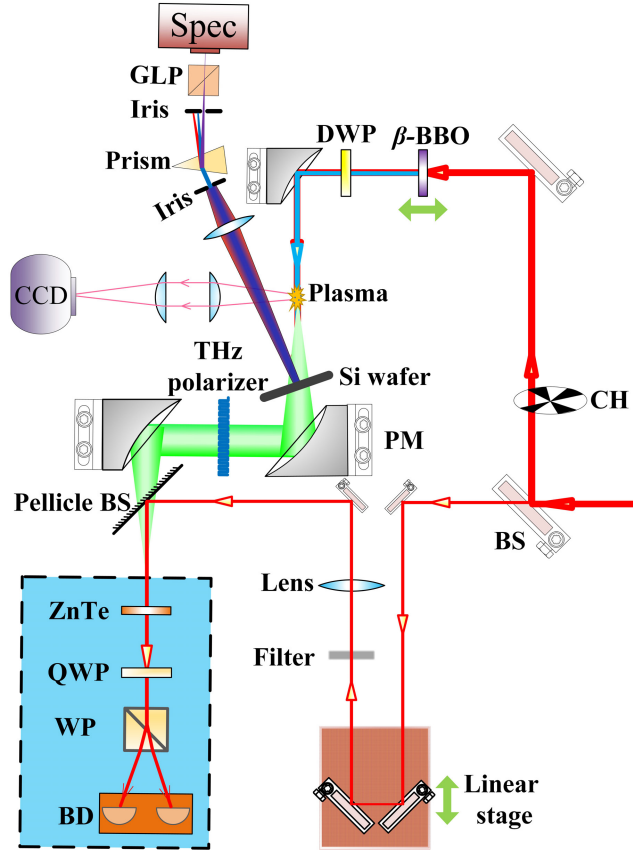 Spec
GLP
Iris
Prism
Iris
DWP
β-BBO
CCD
Plasma
THz
polarizer
Si wafer
CH
PM
Pellicle BS
BS
Lens
ZnTe
Filter
QWP
WP
BD
Linear
stage